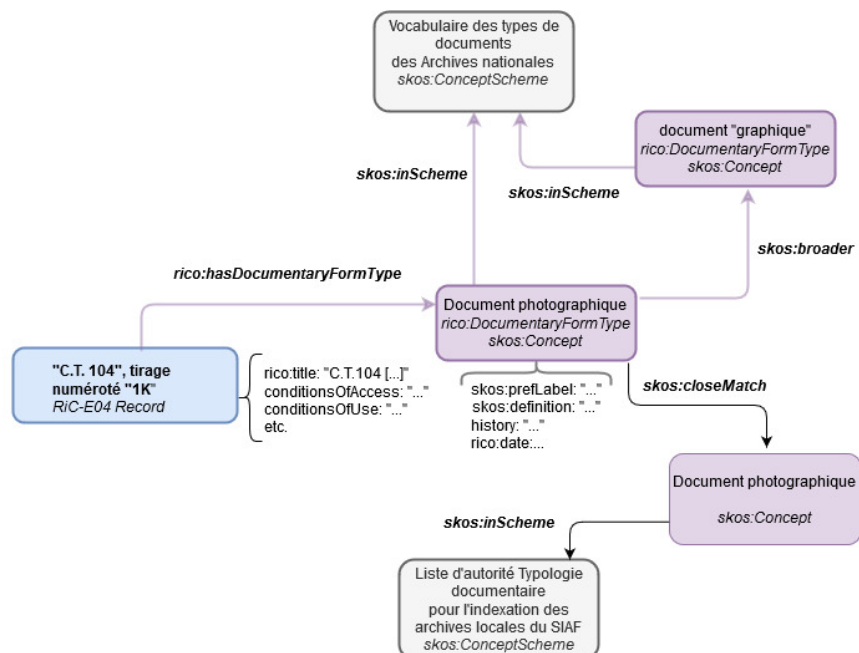 Vocabulaire des types de
documents
des Archives nationales
skos:ConceptScheme
document "graphique"
rico:DocumentaryFormType
skos:Concept
skos:inScheme
skos:inScheme
skos:broader
rico:hasDocumentaryFormType
Document photographique
rico:DocumentaryFormType
skos:Concept
"C.T. 104", tirage
numéroté "1K"
RiC-E04 Record
rico:title: "C.T.104 [...]"
conditionsOfAccess: "..."
conditionsOfUse: "..."
etc.
skos:prefLabel: "..."
skos:definition: "..."
history: "..."
rico:date:...
skos:closeMatch
Document photographique
skos:Concept
skos:inScheme
Liste d'autorité Typologie
documentaire
pour l'indexation des
archives locales du SIAF
skos:ConceptScheme